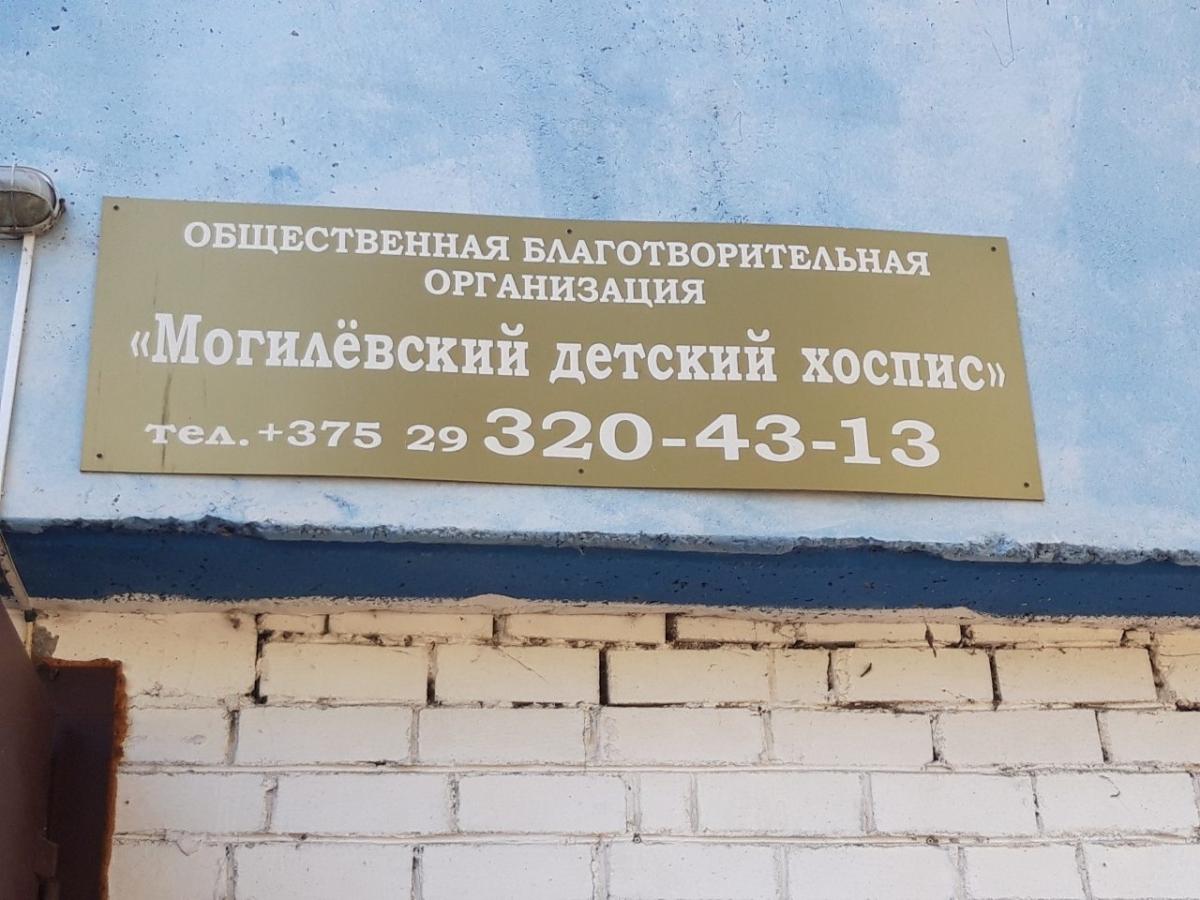 ОБЩЕСТВЕННАЯ БЛАГОТВОРИТЕЛЬНАЯ
ОРГАНИЗАЦИЯ
«Могилёвский детский хоспис»
тел. +375 29 320-43-13